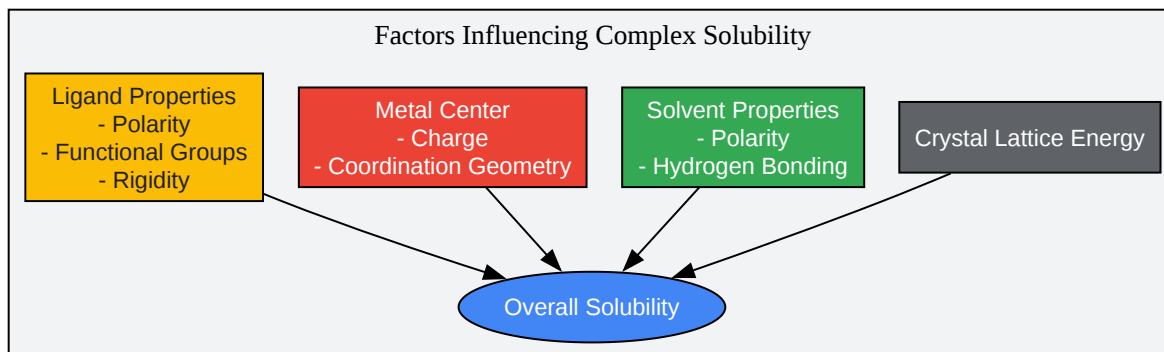 Factors Influencing Complex Solubility
Ligand Properties
- Polarity
- Functional Groups
- Rigidity
Metal Center
- Charge
- Coordination Geometry
Solvent Properties
- Polarity
- Hydrogen Bonding
Crystal Lattice Energy
Overall Solubility